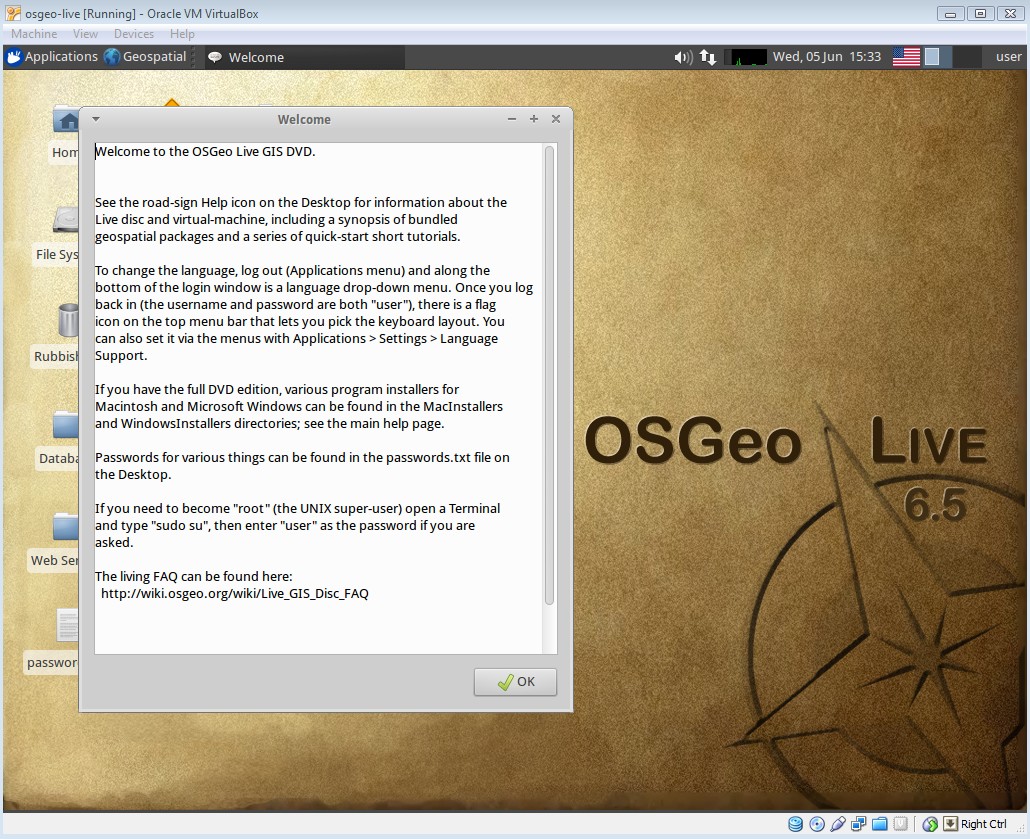 osgeo-live [Running] - Oracle VM VirtualBox
Machine View Devices Help
Applications Geospatial Welcome Wed, 05 Jun 15:33 user
Welcome
Welcome to the OSGeo Live GIS DVD.
See the road-sign Help icon on the Desktop for information about the
Live disc and virtual-machine, including a synopsis of bundled
geospatial packages and a series of quick-start short tutorials.
To change the language, log out (Applications menu) and along the
bottom of the login window is a language drop-down menu. Once you log
back in (the username and password are both "user"), there is a flag
icon on the top menu bar that lets you pick the keyboard layout. You
can also set it via the menus with Applications > Settings > Language
Support.
If you have the full DVD edition, various program installers for
Macintosh and Microsoft Windows can be found in the MacInstallers
and WindowsInstallers directories; see the main help page.
Passwords for various things can be found in the passwords.txt file on
the Desktop.
If you need to become "root" (the UNIX super-user) open a Terminal
and type "sudo su", then enter "user" as the password if you are
asked.
The living FAQ can be found here:
http://wiki.osgeo.org/wiki/Live_GIS_Disc_FAQ
OK
Hom
File Sys
Rubbish
Databa
Web Ser
password
OSGeo Live
6.5
Right Ctrl